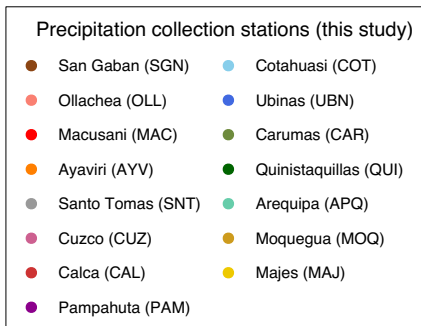 Precipitation collection stations (this study)
San Gaban (SGN)
Ollachea (OLL)
Macusani (MAC)
Ayaviri (AYV)
Santo Tomas (SNT)
Cuzco (CUZ)
Calca (CAL)
Pampahuta (PAM)
Cotahuasi (COT)
Ubinas (UBN)
Carumas (CAR)
Quinistaquillas (QUI)
Arequipa (APQ)
Moquegua (MOQ)
Majes (MAJ)